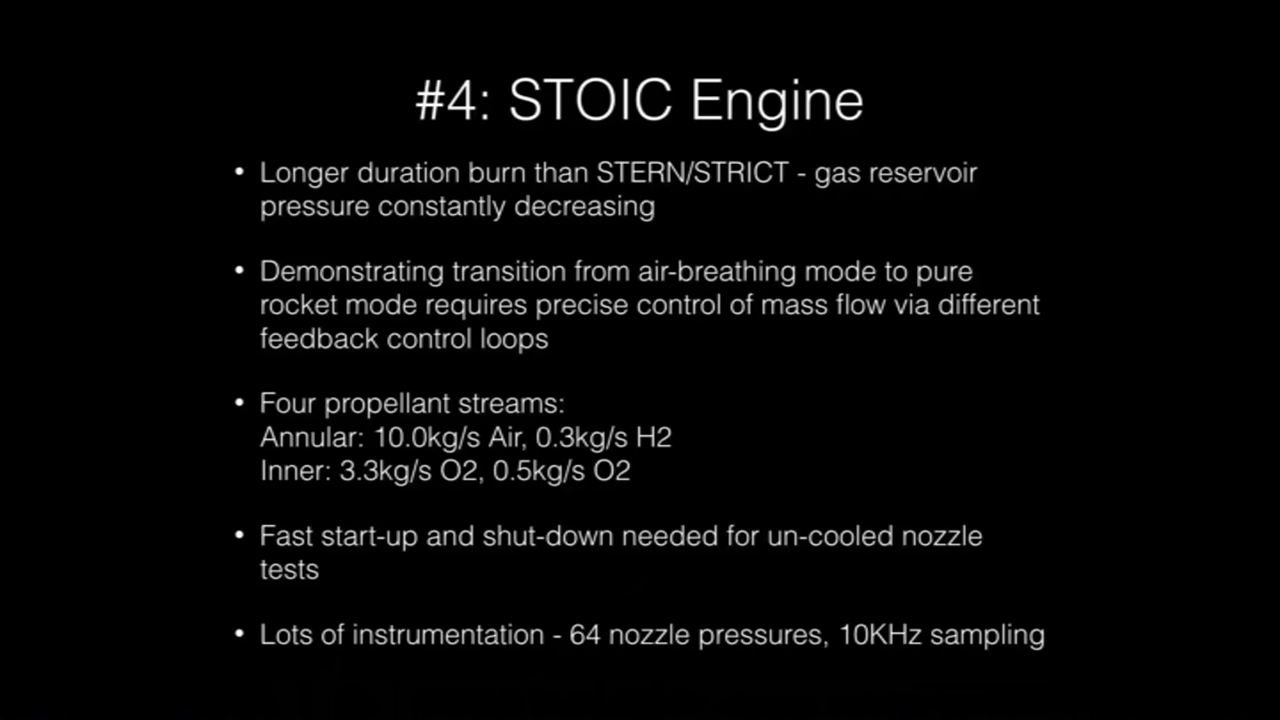 #4: STOIC Engine
• Longer duration burn than STERN/STRICT - gas reservoir
pressure constantly decreasing
• Demonstrating transition from air-breathing mode to pure
rocket mode requires precise control of mass flow via different
feedback control loops
• Four propellant streams:
Annular: 10.0kg/s Air, 0.3kg/s H2
Inner: 3.3kg/s O2, 0.5kg/s O2
• Fast start-up and shut-down needed for un-cooled nozzle
tests
• Lots of instrumentation - 64 nozzle pressures, 10KHz sampling